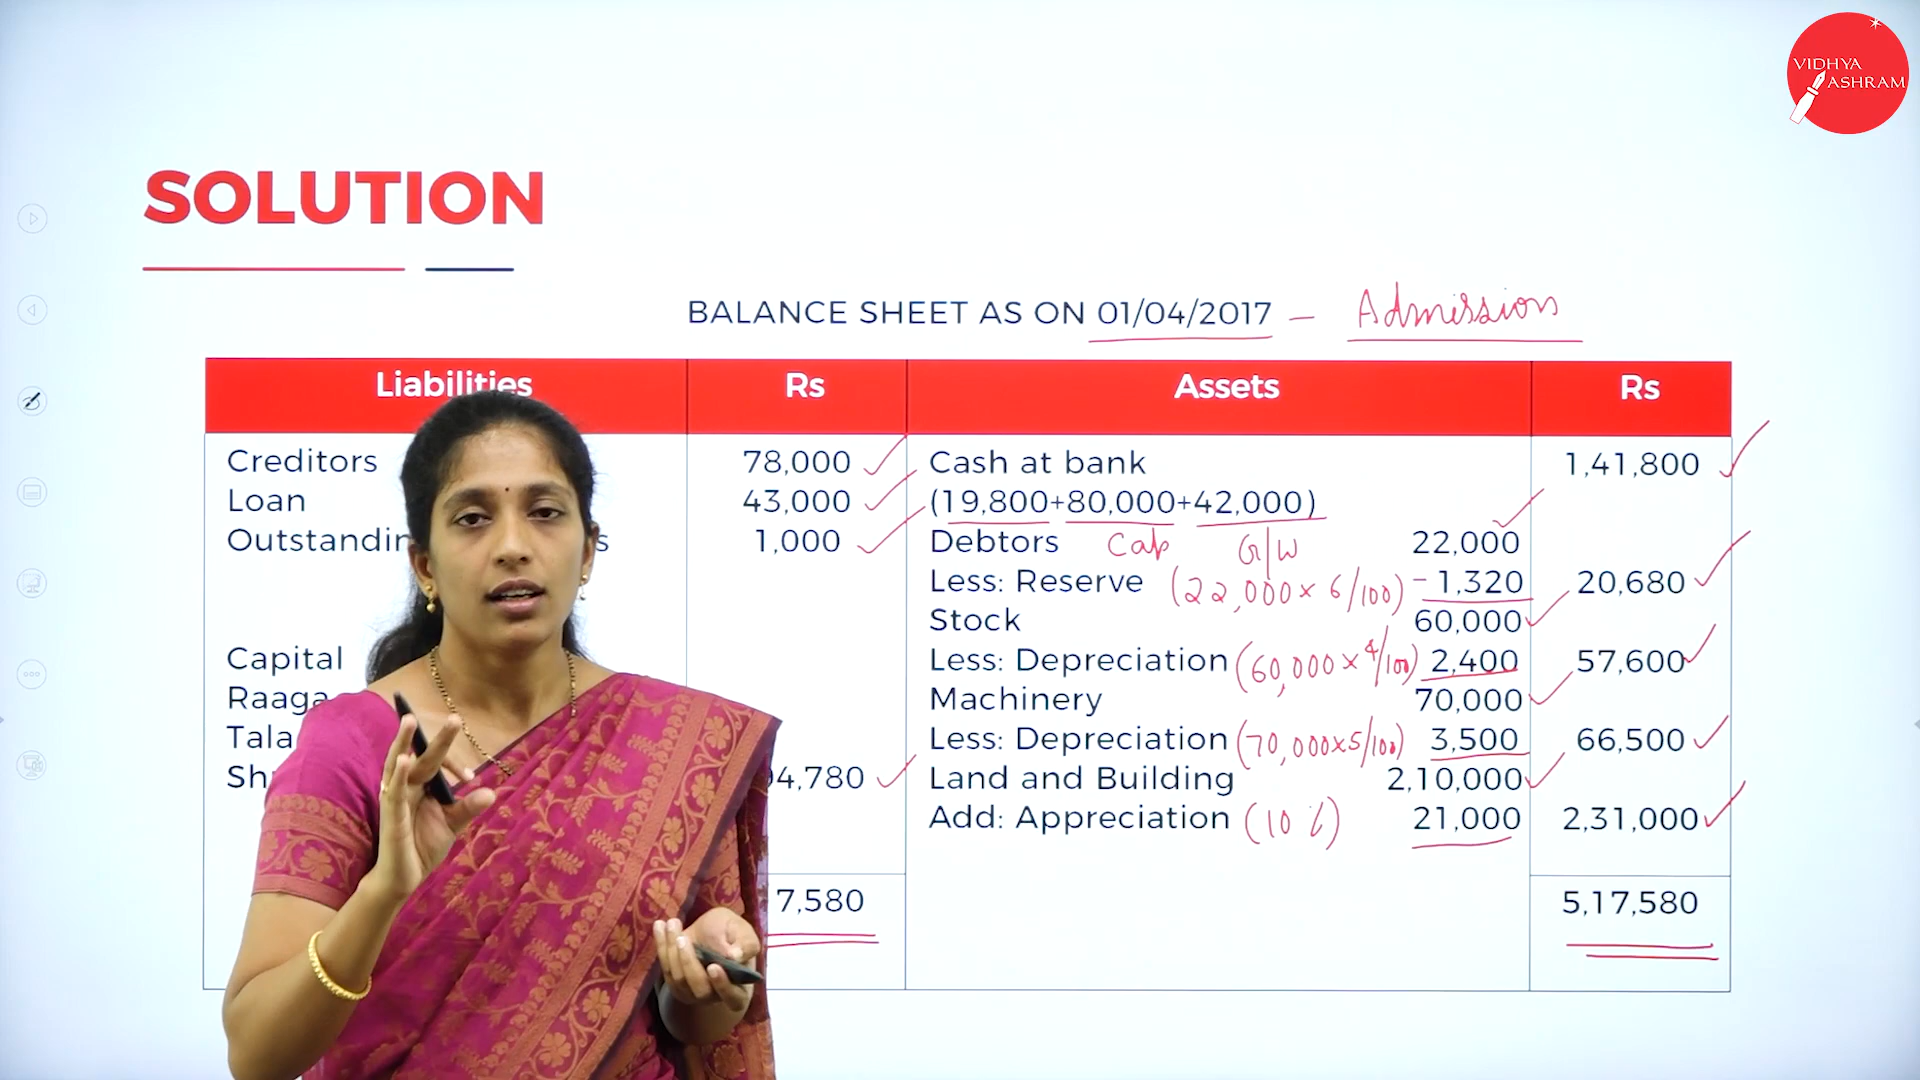 VIDHYA
ASHRAM
SOLUTION
BALANCE SHEET AS ON 01/04/2017 – Admission
Liabilities Rs Assets Rs
Creditors 78,000 Cash at bank 1,41,800
Loan 43,000 (19,800+80,000+42,000)
1,000 Debtors Cap G/W 22,000
Less: Reserve (22,000 x 6/100) - 1,320 20,680
Stock 60,000
Capital Less: Depreciation (60,000 x 4/100) 2,400 57,600
Machinery 70,000
Less: Depreciation (70,000x5/100) 3,500 66,500
4,780 Land and Building 2,10,000
Add: Appreciation (10 %) 21,000 2,31,000
7,580 5,17,580